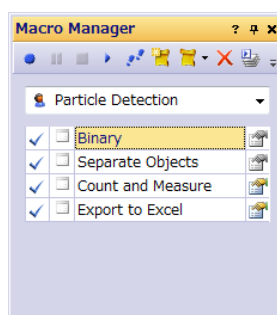 Macro Manager
Particle Detection
Binary
Separate Objects
Count and Measure
Export to Excel